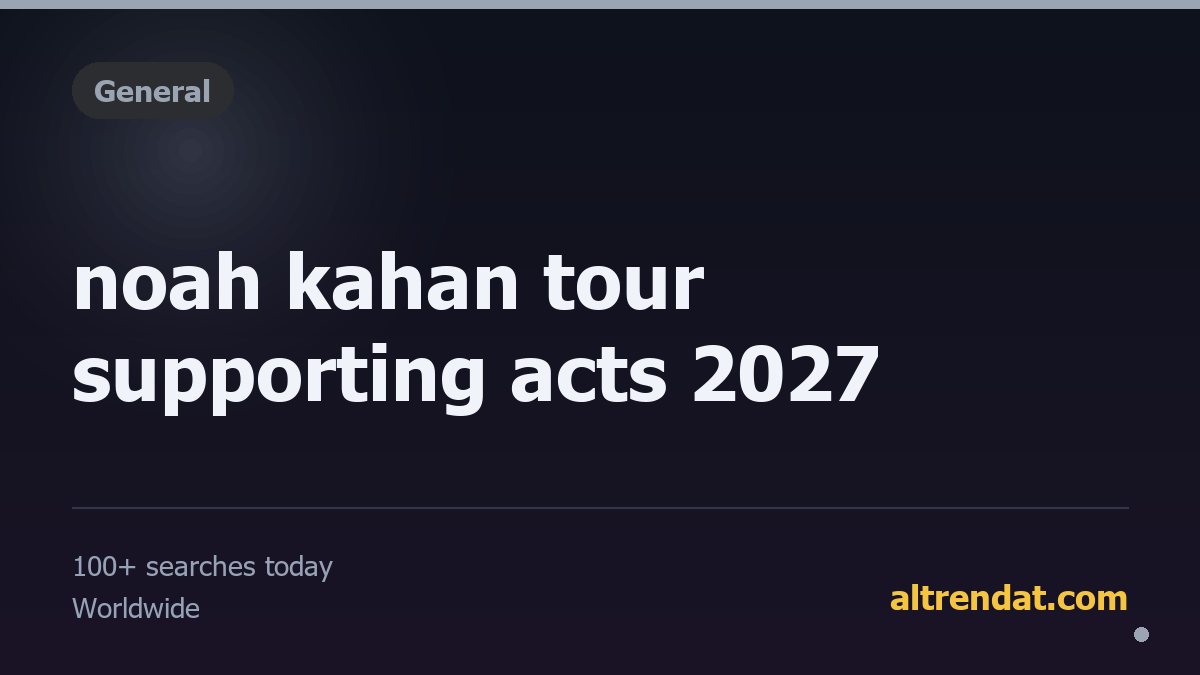 General
noah kahan tour
supporting acts 2027
100+ searches today
Worldwide
altrendat.com